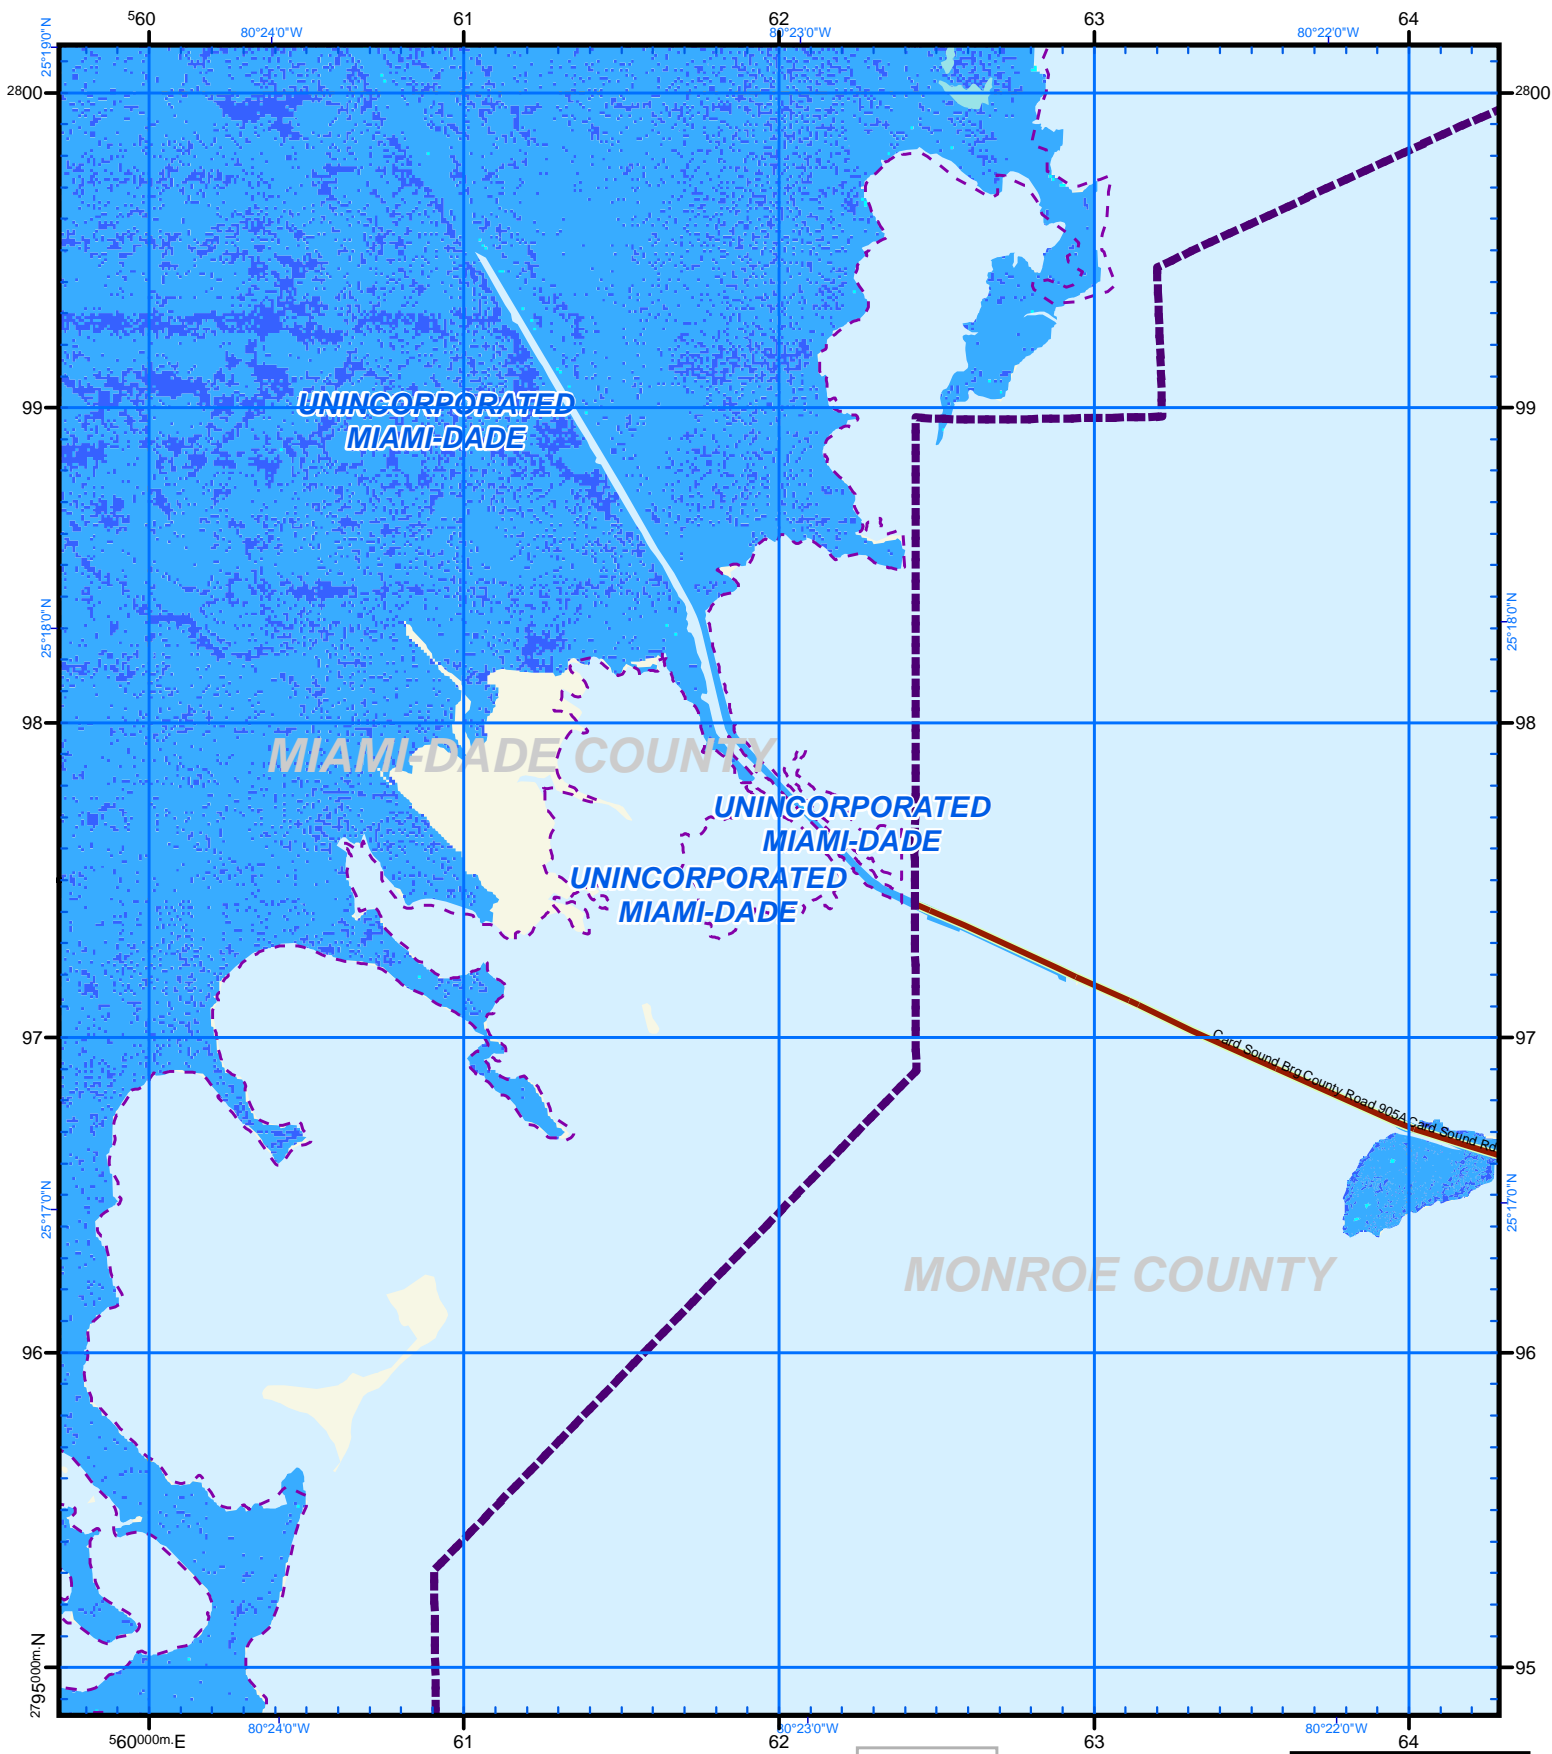 560 61 62 63 64
80°24'0"W 80°23'0"W 80°22'0"W
25°19'0"N
2800 2800
UNINCORPORATED
MIAMI-DADE
99 99
25°18'0"N 25°18'0"N
98 98
MIAMI-DADE COUNTY
UNINCORPORATED
MIAMI-DADE
UNINCORPORATED
MIAMI-DADE
97 97
Card Sound Brg County Road 905A Card Sound Rd
25°17'0"N 25°17'0"N
MONROE COUNTY
96 96
2795000m.N 95
80°24'0"W 80°23'0"W 80°22'0"W
560000m.E 61 62 63 64